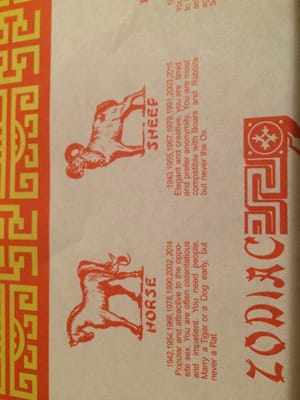 HORSE
1942,1954,1966,1978,1990,2002, 2014
Popular and attractive to the oppo-
site sex. You are often ostentatious
and impatient. You need people.
Marry a Tiger or a Dog early, but
never a Rat.
SHEEP
1943,1955,1967,1979,1991,2003,2015
Elegant and creative, you are timid
and prefer anonymity. You are most
compatible with Boars and Rabbits
but never the Ox.
ZODIAC